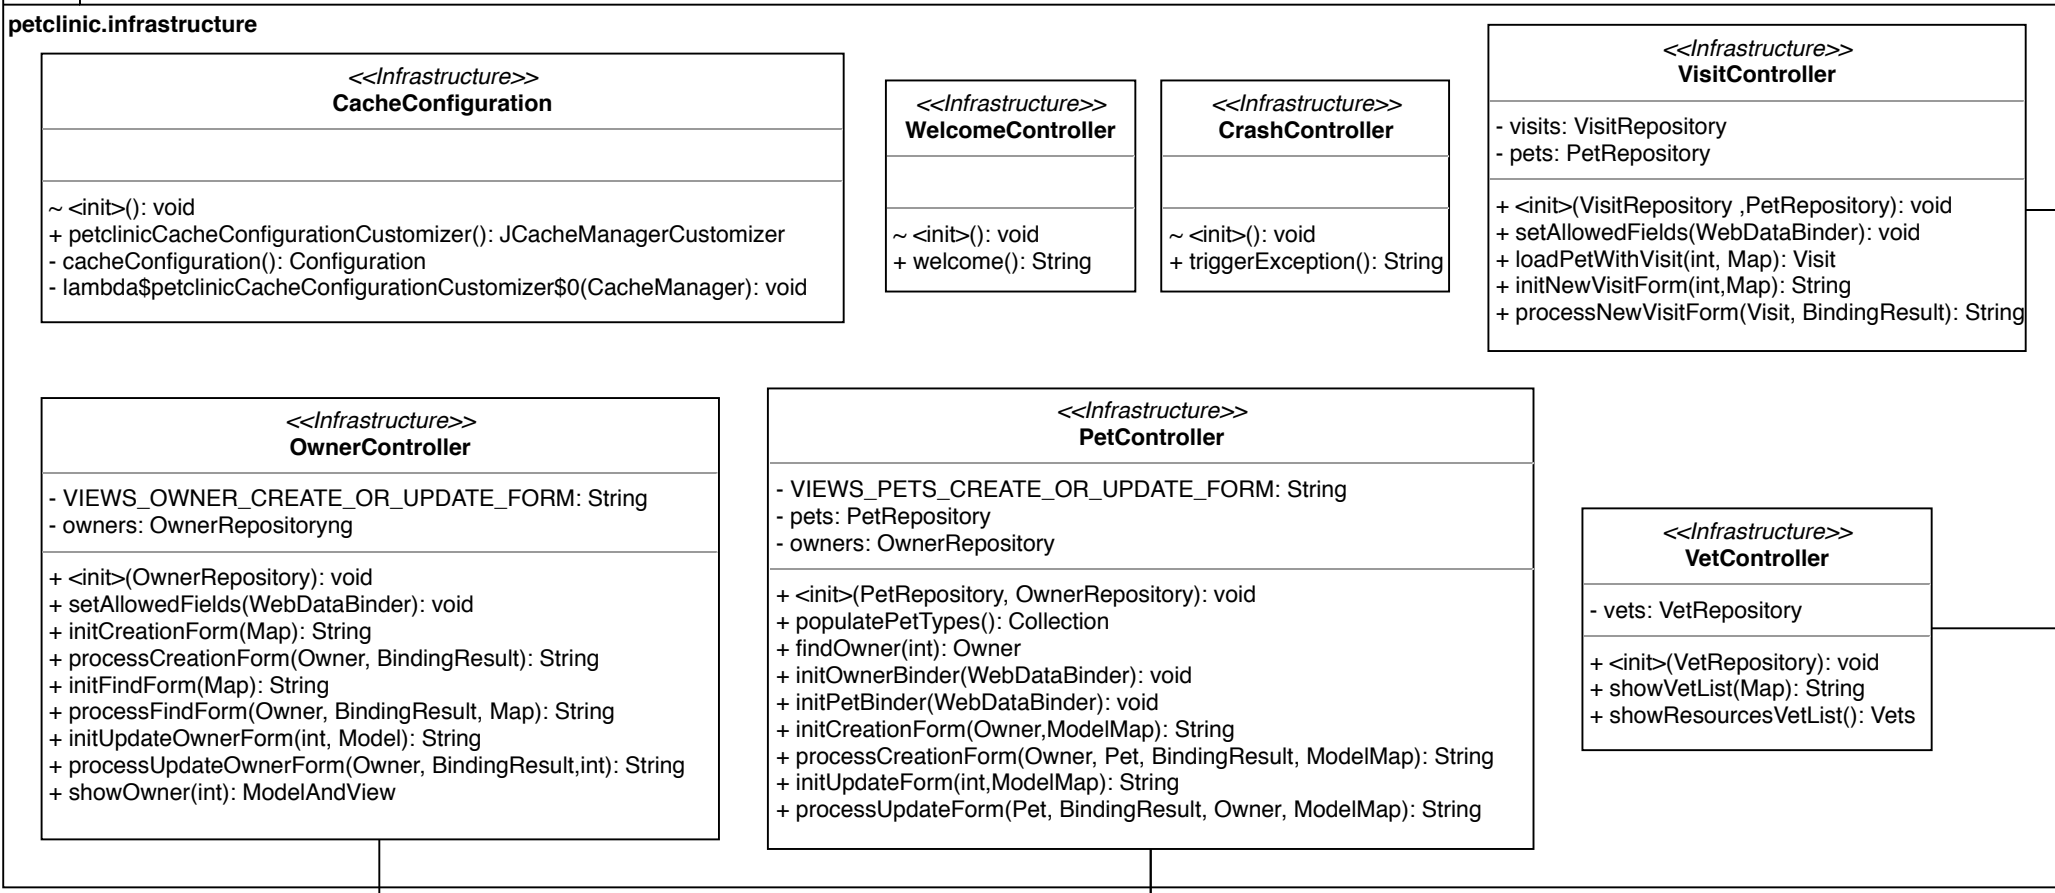 petclinic.infrastructure
<<Infrastructure>>
CacheConfiguration
~ <init>(): void
+ petclinicCacheConfigurationCustomizer(): JCacheManagerCustomizer
- cacheConfiguration(): Configuration
- lambda$petclinicCacheConfigurationCustomizer$0(CacheManager): void
<<Infrastructure>>
WelcomeController
~ <init>(): void
+ welcome(): String
<<Infrastructure>>
CrashController
~ <init>(): void
+ triggerException(): String
<<Infrastructure>>
VisitController
- visits: VisitRepository
- pets: PetRepository
+ <init>(VisitRepository ,PetRepository): void
+ setAllowedFields(WebDataBinder): void
+ loadPetWithVisit(int, Map): Visit
+ initNewVisitForm(int,Map): String
+ processNewVisitForm(Visit, BindingResult): String
<<Infrastructure>>
OwnerController
- VIEWS_OWNER_CREATE_OR_UPDATE_FORM: String
- owners: OwnerRepositoryng
+ <init>(OwnerRepository): void
+ setAllowedFields(WebDataBinder): void
+ initCreationForm(Map): String
+ processCreationForm(Owner, BindingResult): String
+ initFindForm(Map): String
+ processFindForm(Owner, BindingResult, Map): String
+ initUpdateOwnerForm(int, Model): String
+ processUpdateOwnerForm(Owner, BindingResult,int): String
+ showOwner(int): ModelAndView
<<Infrastructure>>
PetController
- VIEWS_PETS_CREATE_OR_UPDATE_FORM: String
- pets: PetRepository
- owners: OwnerRepository
+ <init>(PetRepository, OwnerRepository): void
+ populatePetTypes(): Collection
+ findOwner(int): Owner
+ initOwnerBinder(WebDataBinder): void
+ initPetBinder(WebDataBinder): void
+ initCreationForm(Owner,ModelMap): String
+ processCreationForm(Owner, Pet, BindingResult, ModelMap): String
+ initUpdateForm(int,ModelMap): String
+ processUpdateForm(Pet, BindingResult, Owner, ModelMap): String
<<Infrastructure>>
VetController
- vets: VetRepository
+ <init>(VetRepository): void
+ showVetList(Map): String
+ showResourcesVetList(): Vets